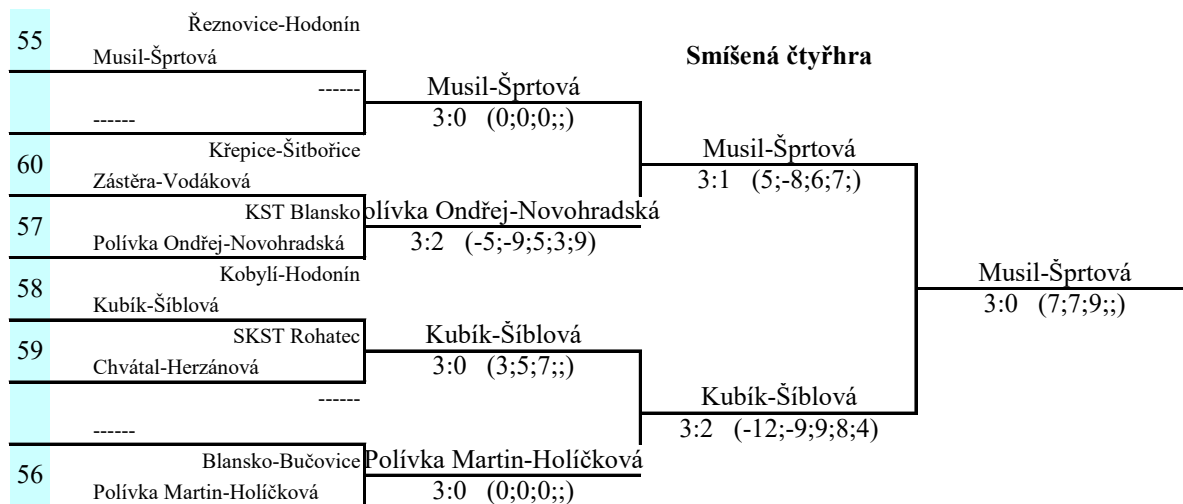 55
Řeznovice-Hodonín
Musil-Šprtová
Smíšená čtyřhra
------
Musil-Šprtová
------
3:0 (0;0;0;;)
60
Křepice-Šitbořice
Zástěra-Vodáková
Musil-Šprtová
3:1 (5;-8;6;7;)
57
KST Blansko
olívka Ondřej-Novohradská
Polívka Ondřej-Novohradská
3:2 (-5;-9;5;3;9)
58
Kobylí-Hodonín
Kubík-Šíblová
Musil-Šprtová
3:0 (7;7;9;;)
59
SKST Rohatec
Kubík-Šíblová
Chvátal-Herzánová
3:0 (3;5;7;;)
------
Kubík-Šíblová
------
3:2 (-12;-9;9;8;4)
56
Blansko-Bučovice
Polívka Martin-Holíčková
Polívka Martin-Holíčková
3:0 (0;0;0;;)